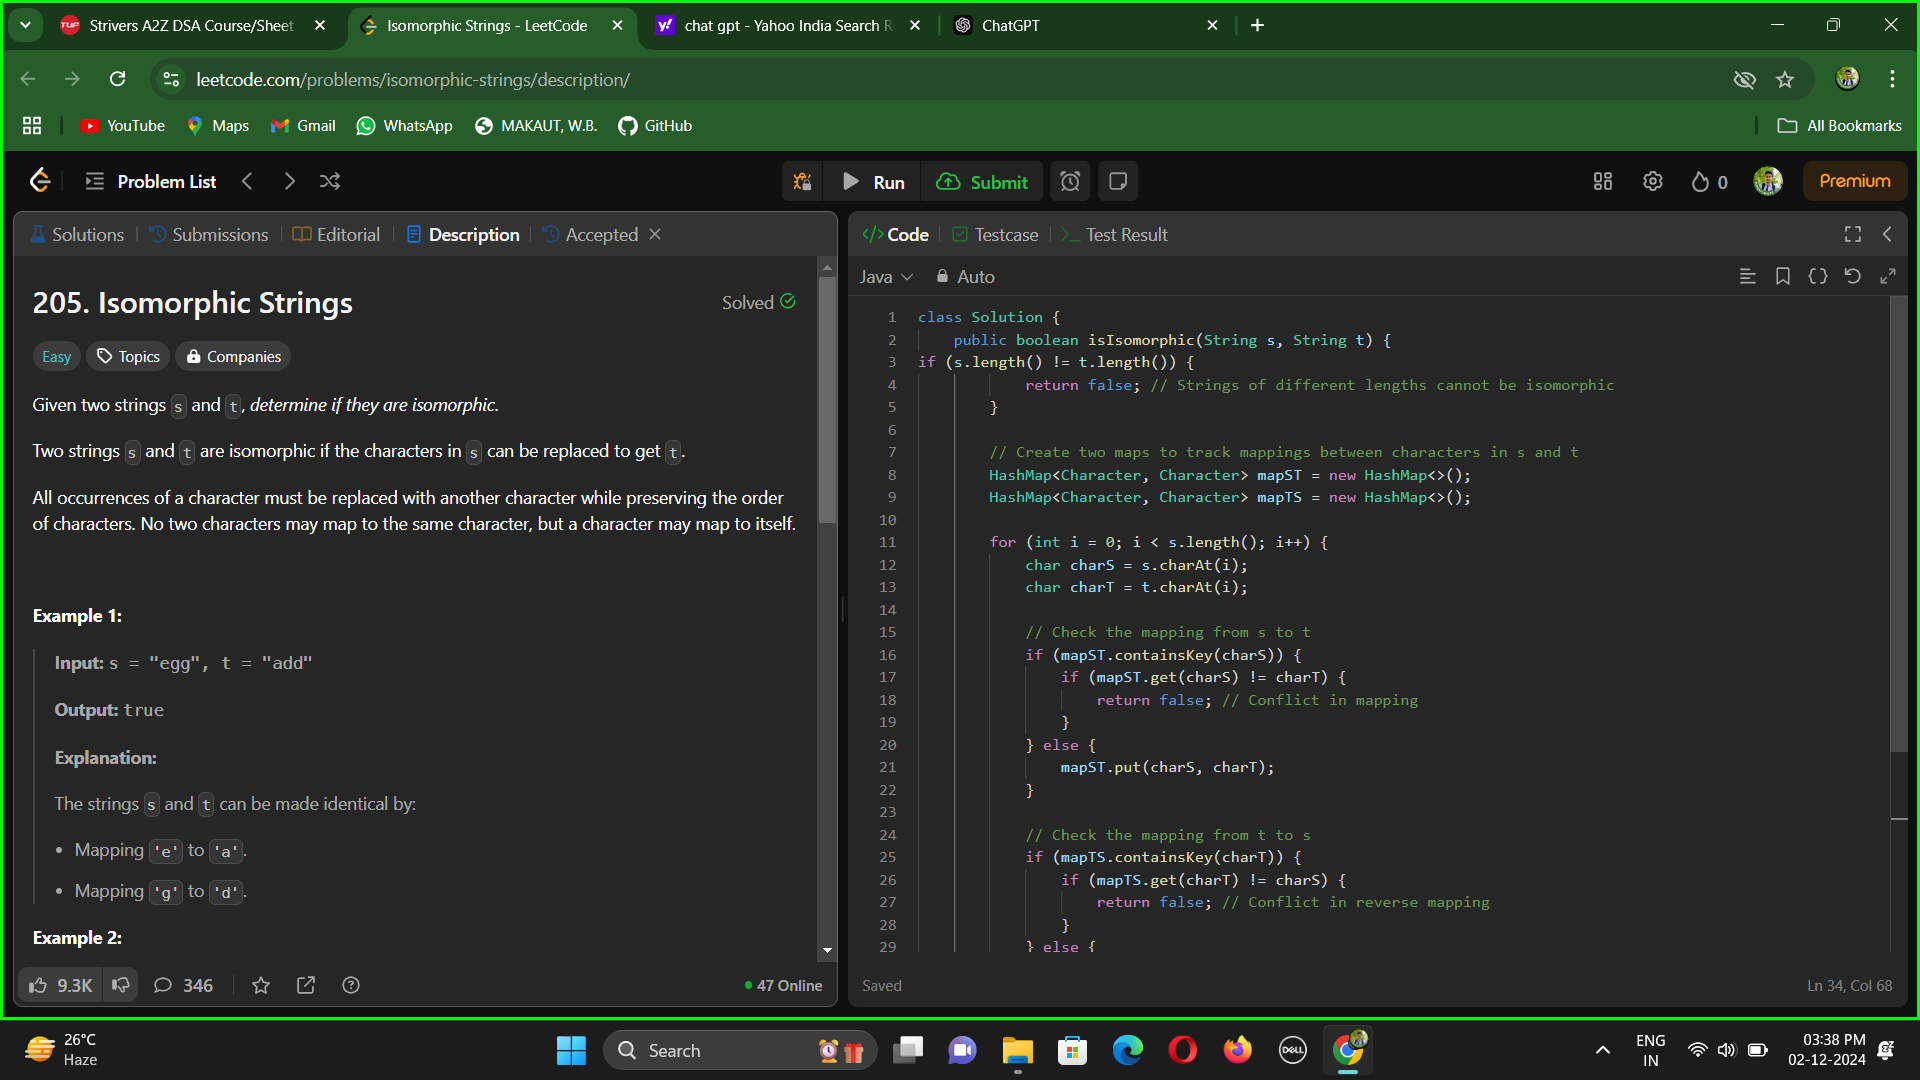 Strivers A2Z DSA Course/Sheet
Isomorphic Strings - LeetCode
chat gpt - Yahoo India Search R
ChatGPT
leetcode.com/problems/isomorphic-strings/description/
YouTube
Maps
Gmail
WhatsApp
MAKAUT, W.B.
GitHub
All Bookmarks
Problem List
Run
Submit
0
Premium
Solutions
Submissions
Editorial
Description
Accepted
205. Isomorphic Strings
Solved
Easy
Topics
Companies
Given two strings s and t, determine if they are isomorphic.
Two strings s and t are isomorphic if the characters in s can be replaced to get t.
All occurrences of a character must be replaced with another character while preserving the order
of characters. No two characters may map to the same character, but a character may map to itself.
Example 1:
Input: s = "egg", t = "add"
Output: true
Explanation:
The strings s and t can be made identical by:
• Mapping 'e' to 'a'.
• Mapping 'g' to 'd'.
Example 2:
9.3K
346
47 Online
</> Code
Testcase
Test Result
Java
Auto
1 class Solution {
2 public boolean isIsomorphic(String s, String t) {
3 if (s.length() != t.length()) {
4 return false; // Strings of different lengths cannot be isomorphic
5 }
6
7 // Create two maps to track mappings between characters in s and t
8 HashMap<Character, Character> mapST = new HashMap<>();
9 HashMap<Character, Character> mapTS = new HashMap<>();
10
11 for (int i = 0; i < s.length(); i++) {
12 char charS = s.charAt(i);
13 char charT = t.charAt(i);
14
15 // Check the mapping from s to t
16 if (mapST.containsKey(charS)) {
17 if (mapST.get(charS) != charT) {
18 return false; // Conflict in mapping
19 }
20 } else {
21 mapST.put(charS, charT);
22 }
23
24 // Check the mapping from t to s
25 if (mapTS.containsKey(charT)) {
26 if (mapTS.get(charT) != charS) {
27 return false; // Conflict in reverse mapping
28 }
29 } else {
Saved
Ln 34, Col 68
26°C
Haze
Search
DELL
ENG
IN
03:38 PM
02-12-2024